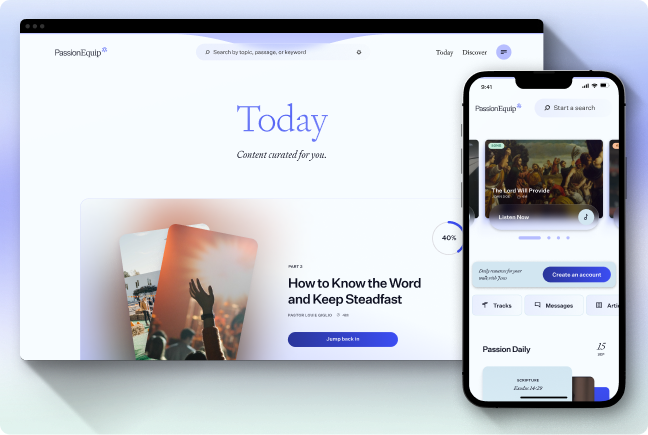 PassionEquip
Search by topic, passage, or keyword
Today
Discover
Today
Content curated for you.
40%
PART 2
How to Know the Word
and Keep Steadfast
PASTOR LOUIE GIGLIO
Jump back in
9:41
PassionEquip
Start a search
SONG
The Lord Will Provide
Listen Now
Daily resources for your
walk with Jesus
Create an account
Tracks
Messages
Passion Daily
15
SEP
SCRIPTURE
Exodus 14:29